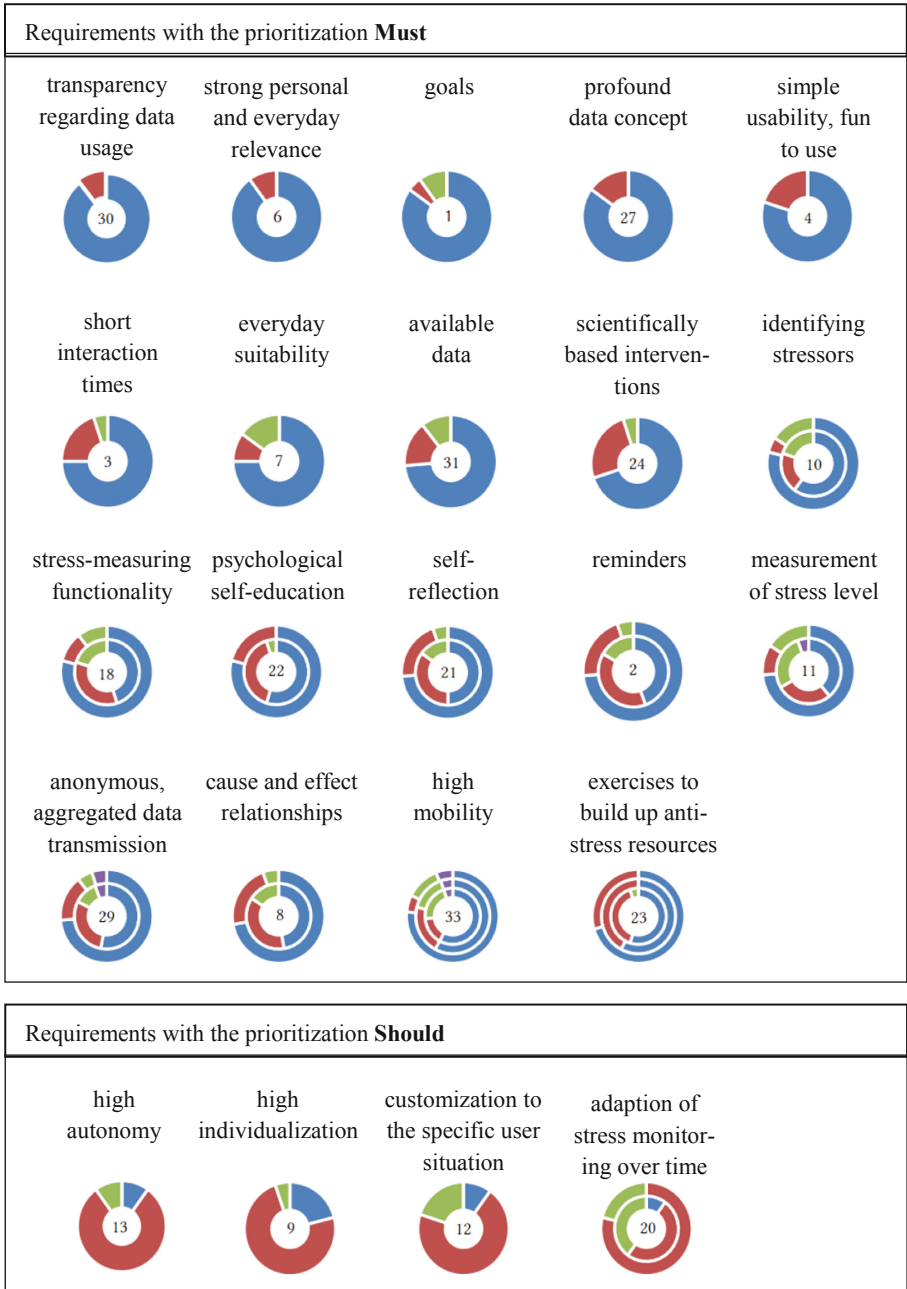 Requirements with the prioritization Must
transparency
regarding data
usage
30
strong personal
and everyday
relevance
6
goals
1
profound
data concept
27
simple
usability, fun
to use
4
short
interaction
times
3
everyday
suitability
7
available
data
31
scientifically
based interven-
tions
24
identifying
stressors
10
stress-measuring
functionality
18
psychological
self-education
22
self-
reflection
21
reminders
2
measurement
of stress level
11
anonymous,
aggregated data
transmission
29
cause and effect
relationships
8
high
mobility
33
exercises to
build up anti-
stress resources
23
Requirements with the prioritization Should
high
autonomy
13
high
individualization
9
customization to
the specific user
situation
12
adaption of
stress monitor-
ing over time
20